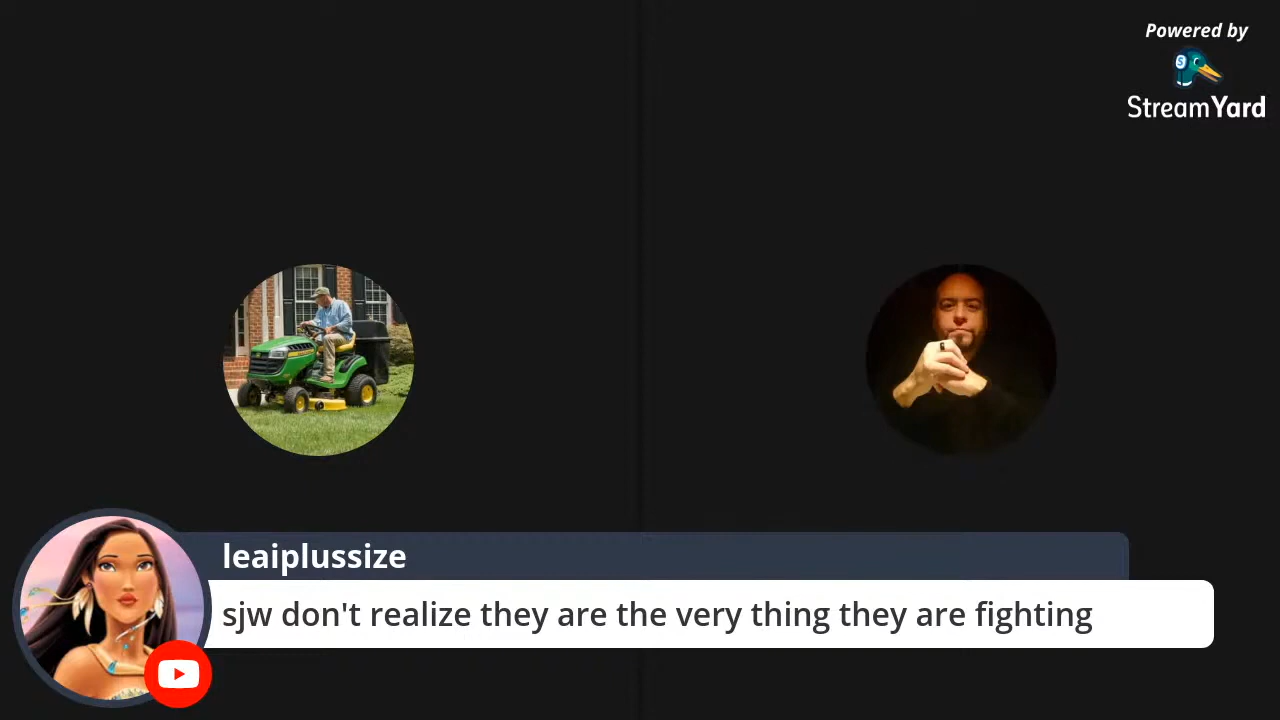 Powered by
StreamYard
leaiplussize
sjw don't realize they are the very thing they are fighting